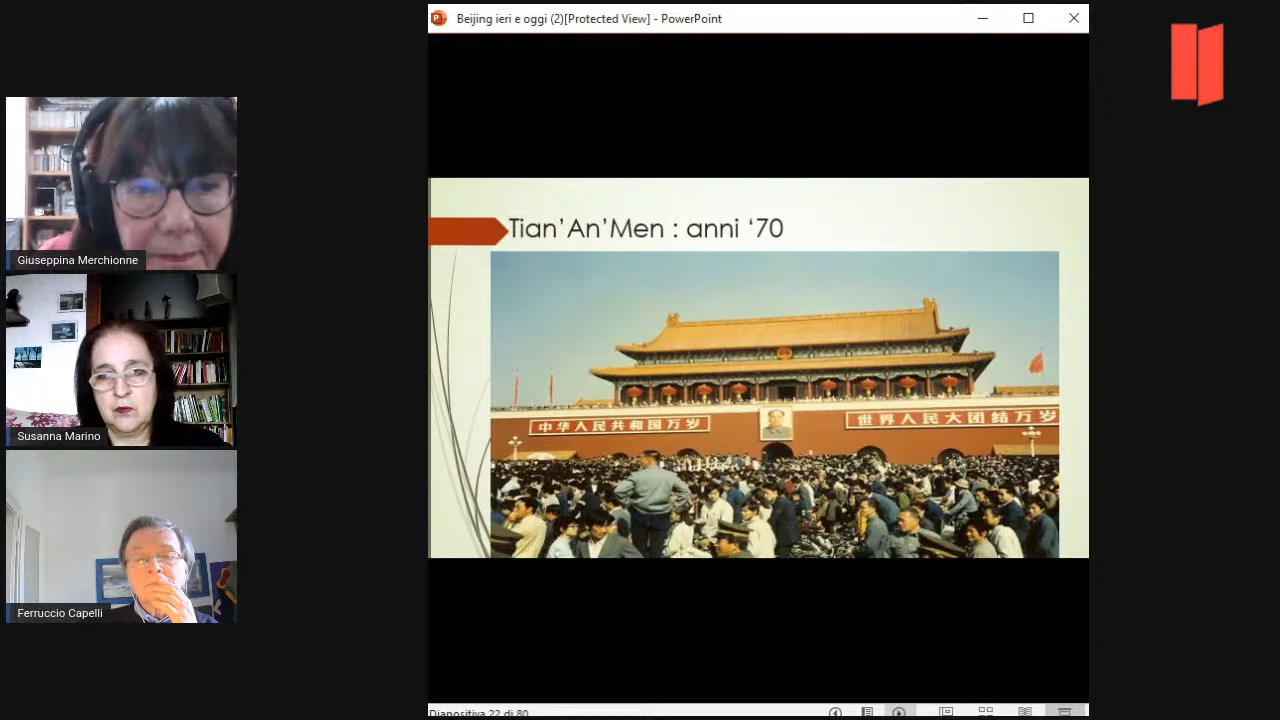 Beijing ieri e oggi (2)[Protected View] - PowerPoint
Giuseppina Merchionne
Susanna Marino
Ferruccio Capelli
Tian’An’Men : anni ‘70
中华人民共和国万岁
世界人民大团结万岁
Diapositiva 22 di 80